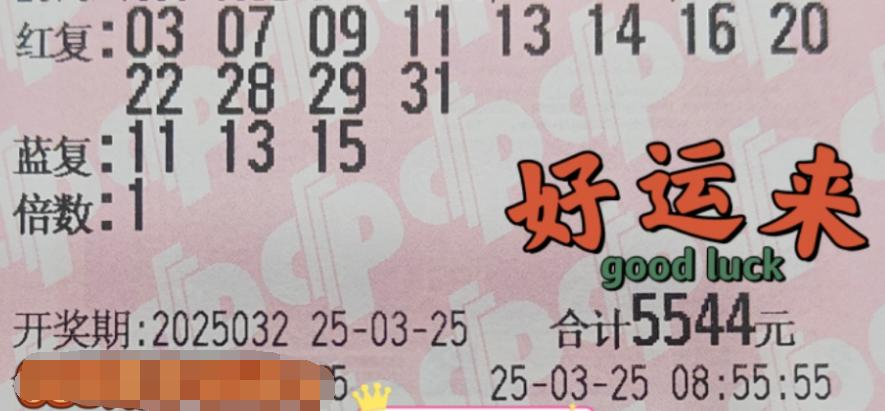 红复:03 07 09 11 13 14 16 20
22 28 29 31
蓝复:11 13 15
倍数:1
好运来
good luck
开奖期:2025032 25-03-25 合计5544元
5 25-03-25 08:55:55